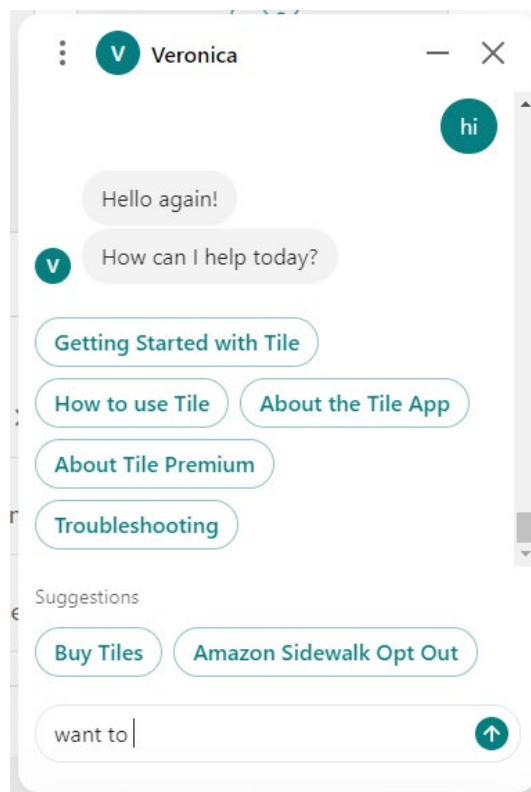 V Veronica
hi
Hello again!
V How can I help today?
Getting Started with Tile
How to use Tile About the Tile App
About Tile Premium
Troubleshooting
Suggestions
Buy Tiles Amazon Sidewalk Opt Out
want to